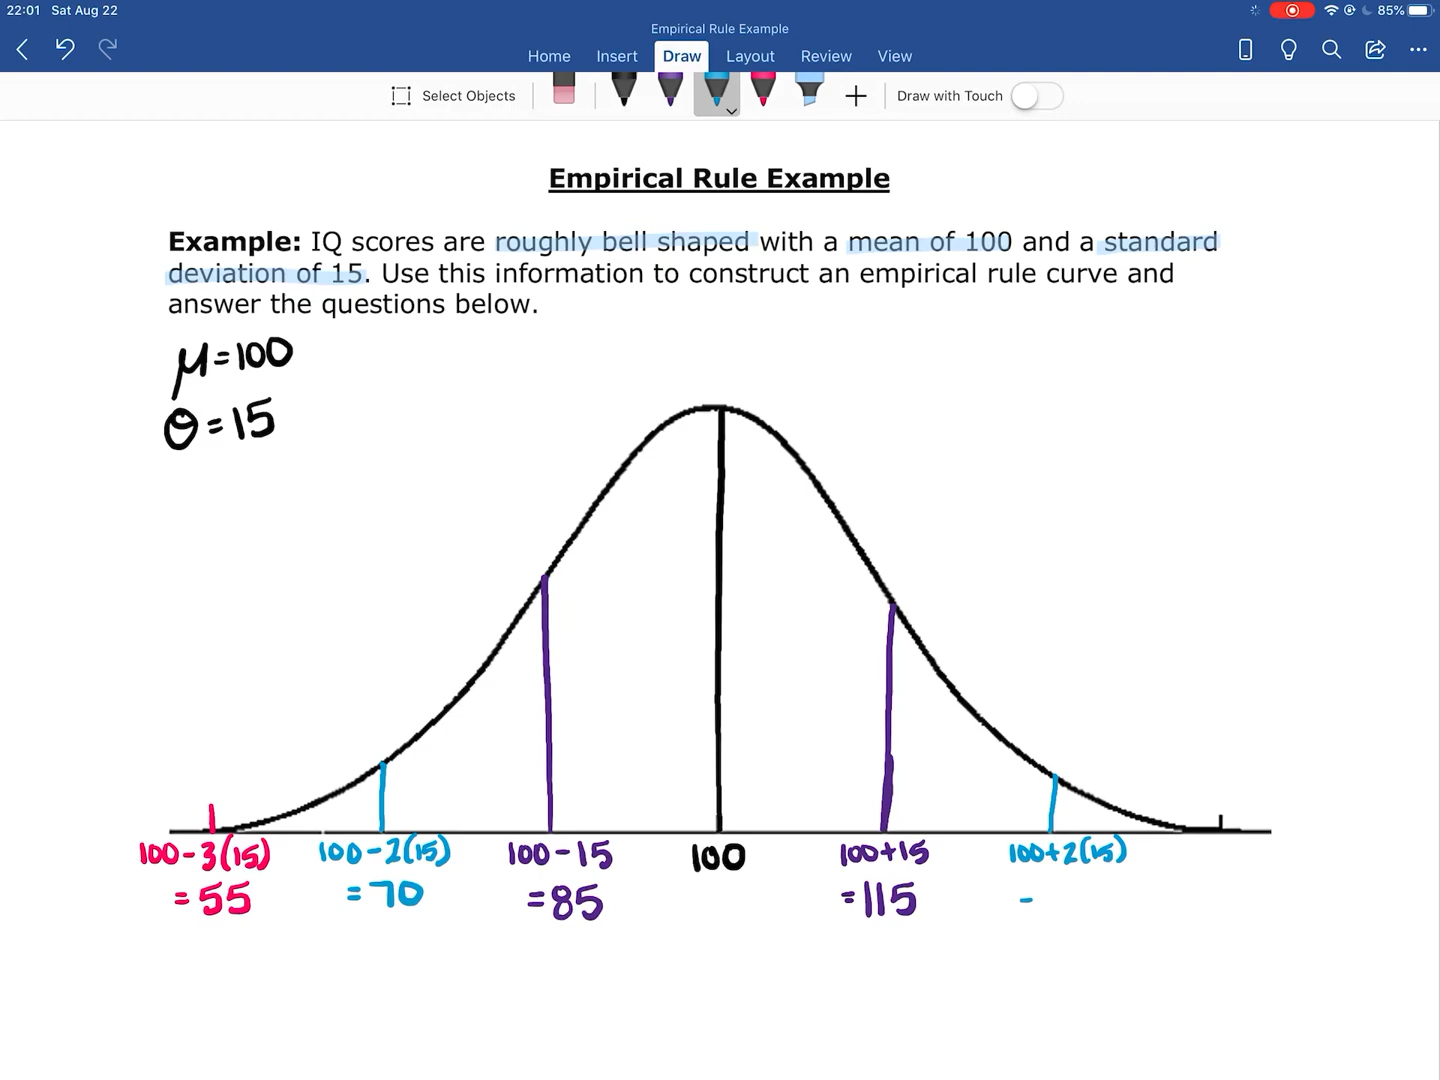 22:01 Sat Aug 22
85%
Empirical Rule Example
Home Insert Draw Layout Review View
Select Objects
Draw with Touch
Empirical Rule Example
Example: IQ scores are roughly bell shaped with a mean of 100 and a standard
deviation of 15. Use this information to construct an empirical rule curve and
answer the questions below.
μ=100
θ=15
100-3(15) 100-2(15) 100-15 100 100+15 100+2(15)
=55 =70 =85 =115 -